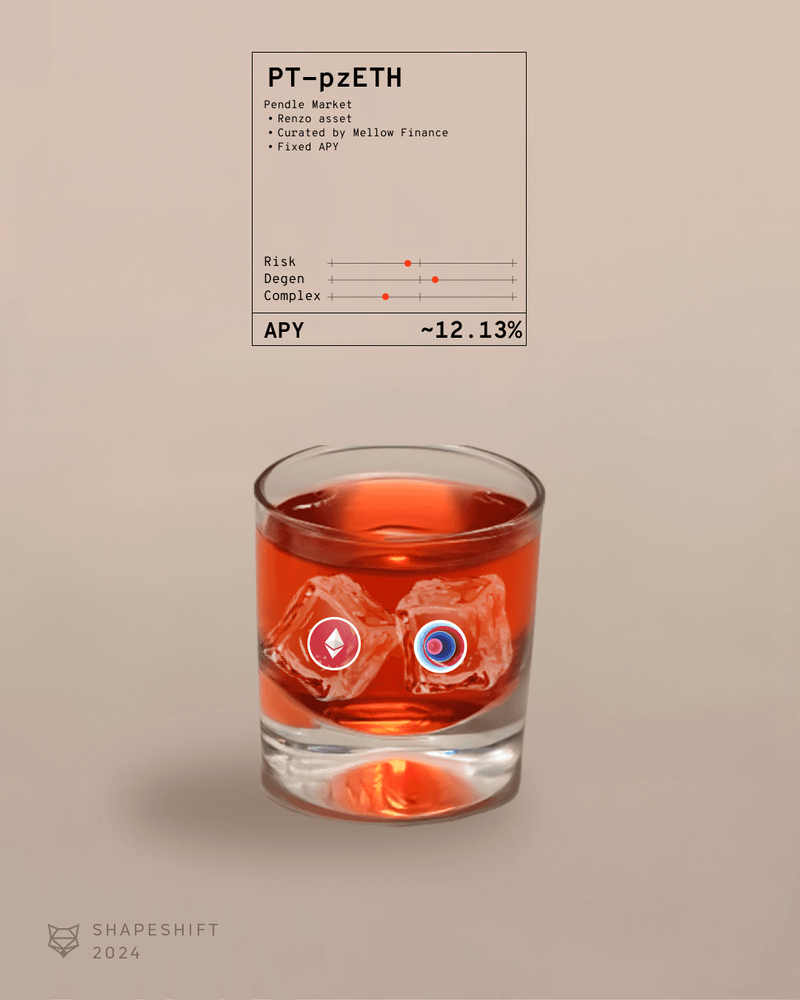 PT-pzETH
Pendle Market
• Renzo asset
• Curated by Mellow Finance
• Fixed APY
Risk
Degen
Complex
APY ~12.13%
SHAPESHIFT
2024